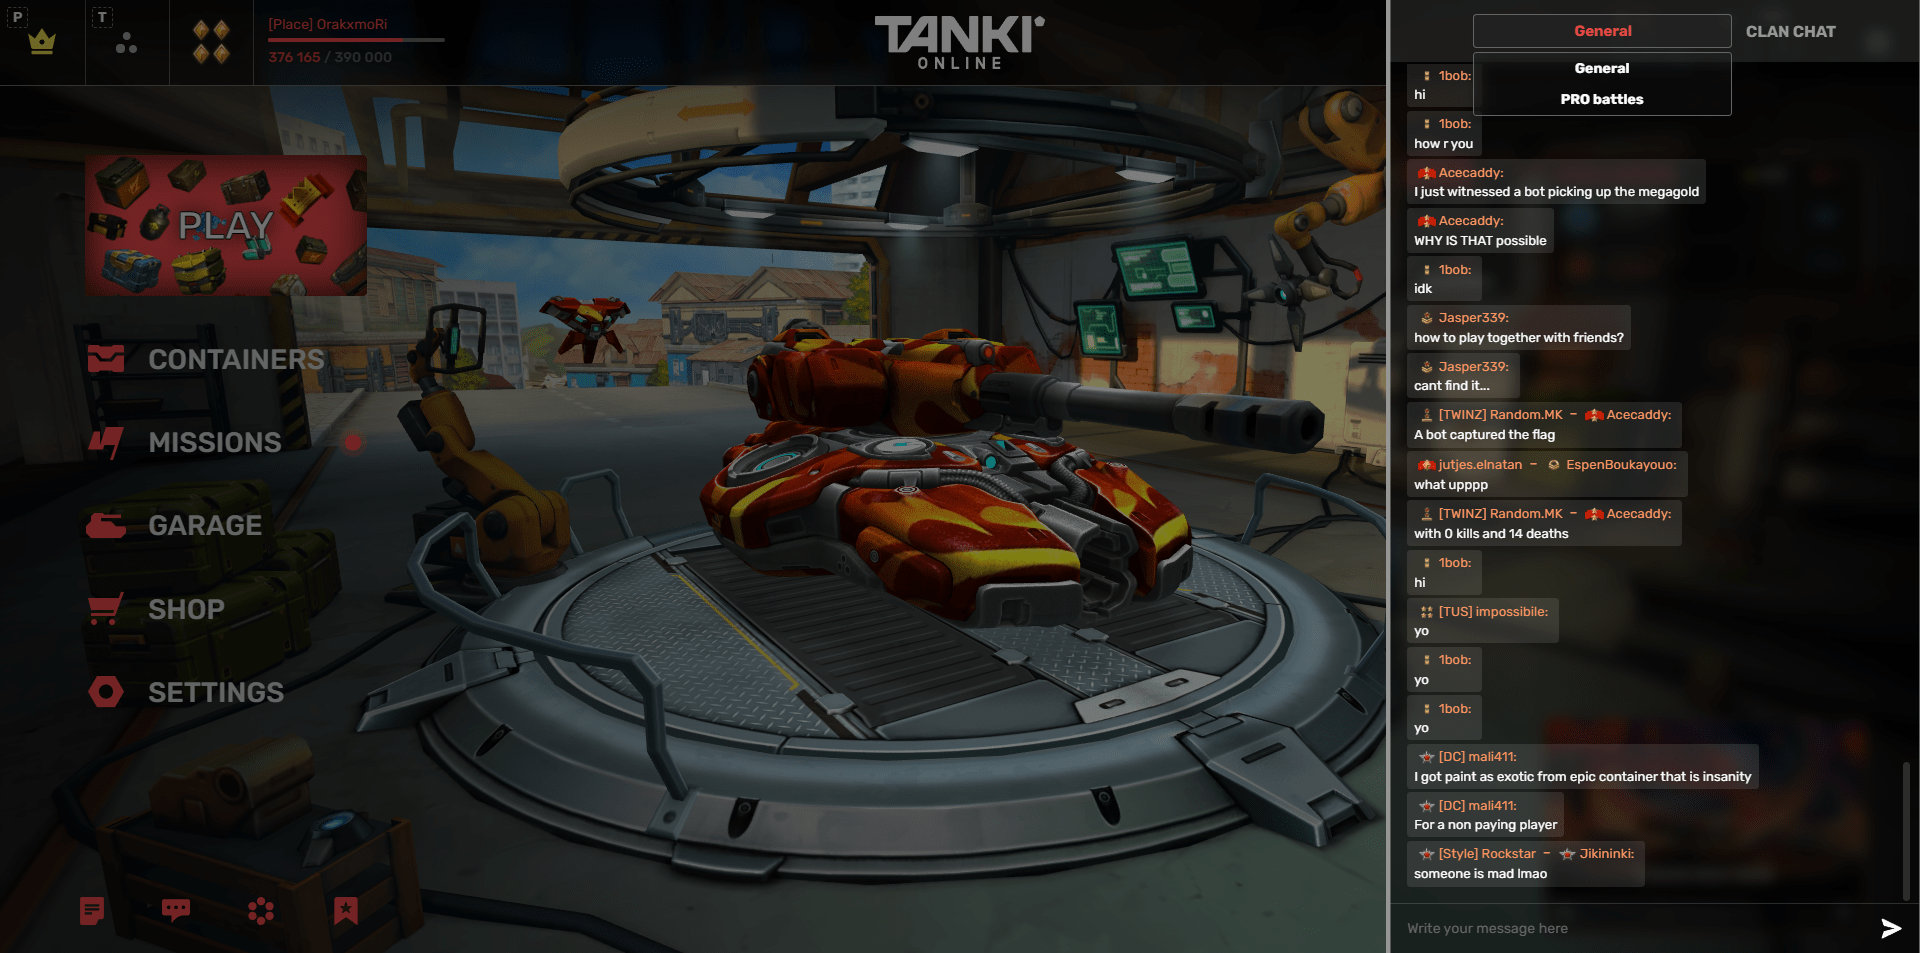 P
T
[Place] OrakxmoRi
376 165 / 390 000
TANKI
ONLINE
PLAY
CONTAINERS
MISSIONS
GARAGE
SHOP
SETTINGS
General
CLAN CHAT
General
PRO battles
1bob:
hi
1bob:
how r you
Acecaddy:
I just witnessed a bot picking up the megagold
Acecaddy:
WHY IS THAT possible
1bob:
idk
Jasper339:
how to play together with friends?
Jasper339:
cant find it...
[TWINZ] Random.MK – Acecaddy:
A bot captured the flag
jutjes.elnatan – EspenBoukayouo:
what upppp
[TWINZ] Random.MK – Acecaddy:
with 0 kills and 14 deaths
1bob:
hi
[TUS] impossibile:
yo
1bob:
yo
1bob:
yo
[DC] mali411:
I got paint as exotic from epic container that is insanity
[DC] mali411:
For a non paying player
[Style] Rockstar – Jikininki:
someone is mad lmao
Write your message here